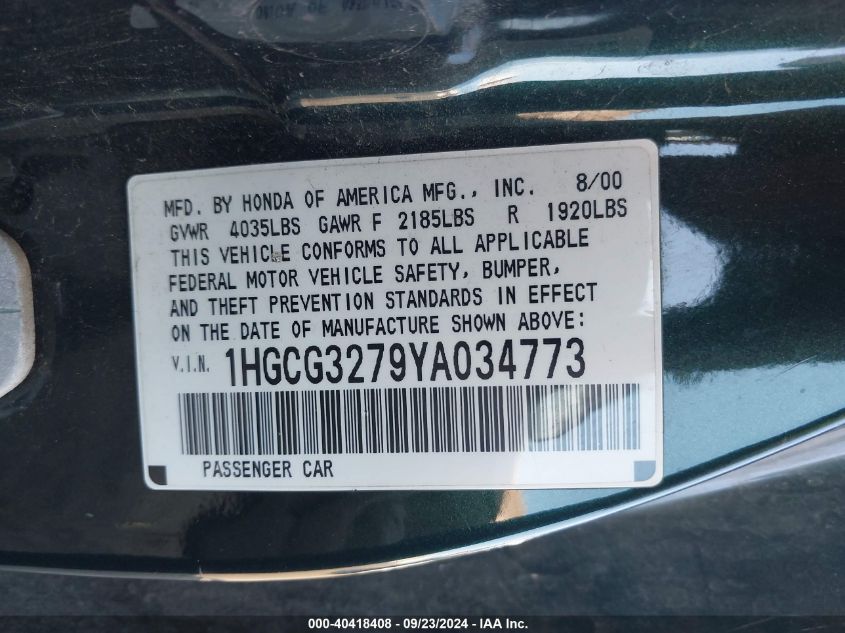 MFD. BY HONDA OF AMERICA MFG., INC. 8/00
GVWR 4035LBS GAWR F 2185LBS R 1920LBS
THIS VEHICLE CONFORMS TO ALL APPLICABLE
FEDERAL MOTOR VEHICLE SAFETY, BUMPER,
AND THEFT PREVENTION STANDARDS IN EFFECT
ON THE DATE OF MANUFACTURE SHOWN ABOVE:
V.I.N. 1HGCG3279YA034773
PASSENGER CAR
000-40418408 - 09/23/2024 - IAA Inc.